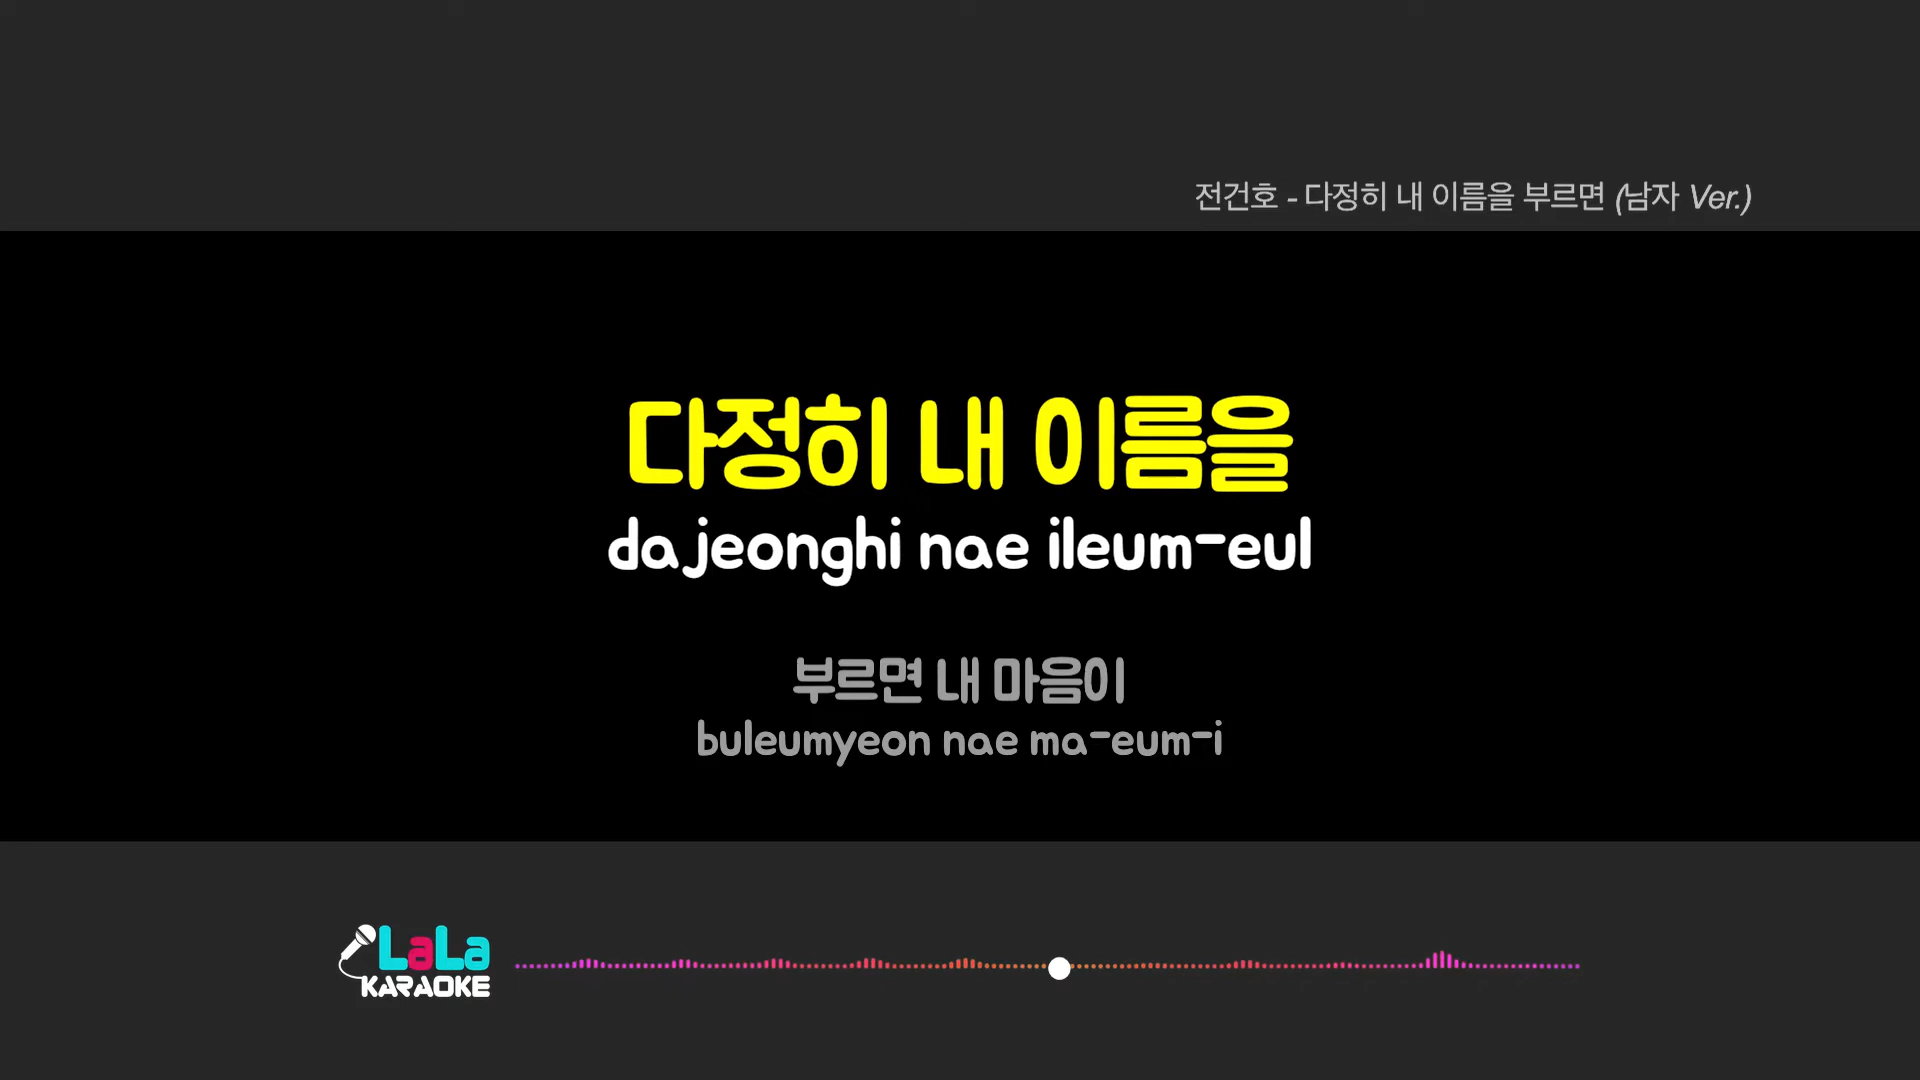 전건호 - 다정히 내 이름을 부르면 (남자 Ver.)
다정히 내 이름을
dajeonghi nae ileum-eul
부르면 내 마음이
buleumyeon nae ma-eum-i
LaLa
KARAOKE